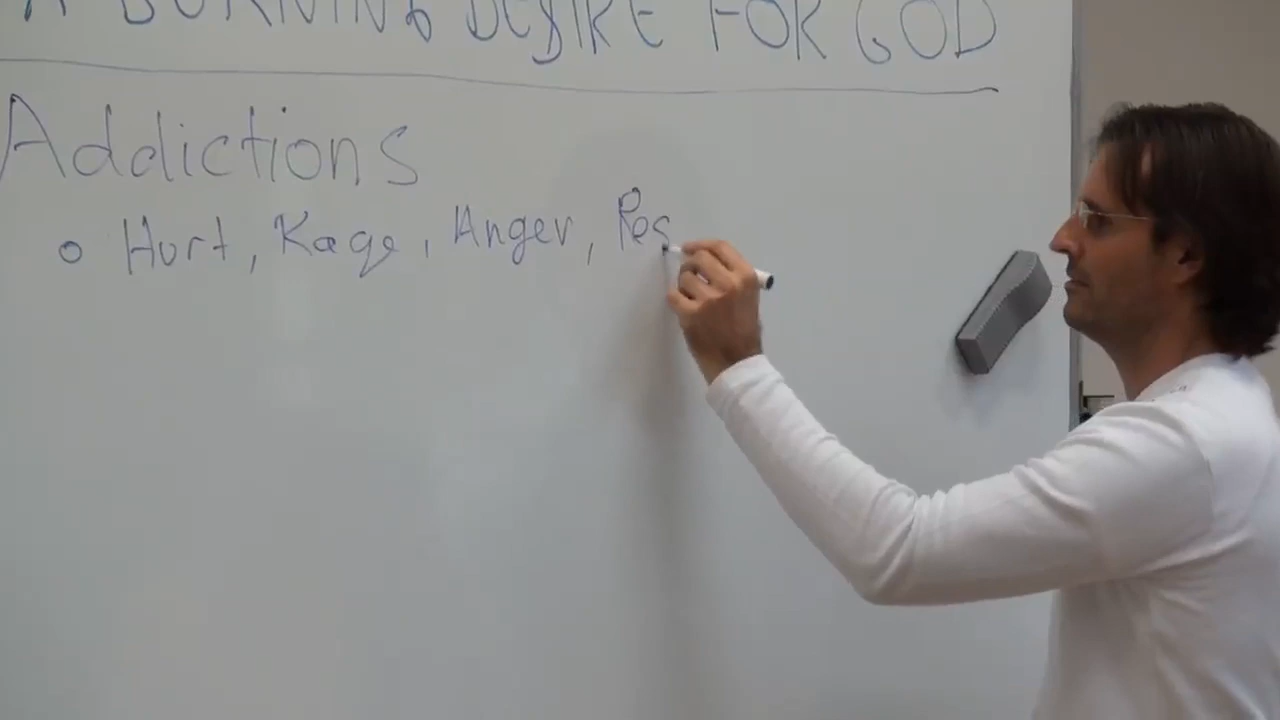 A BURNING DESIRE FOR GOD
Addictions
o Hurt, Rage, Anger, Res